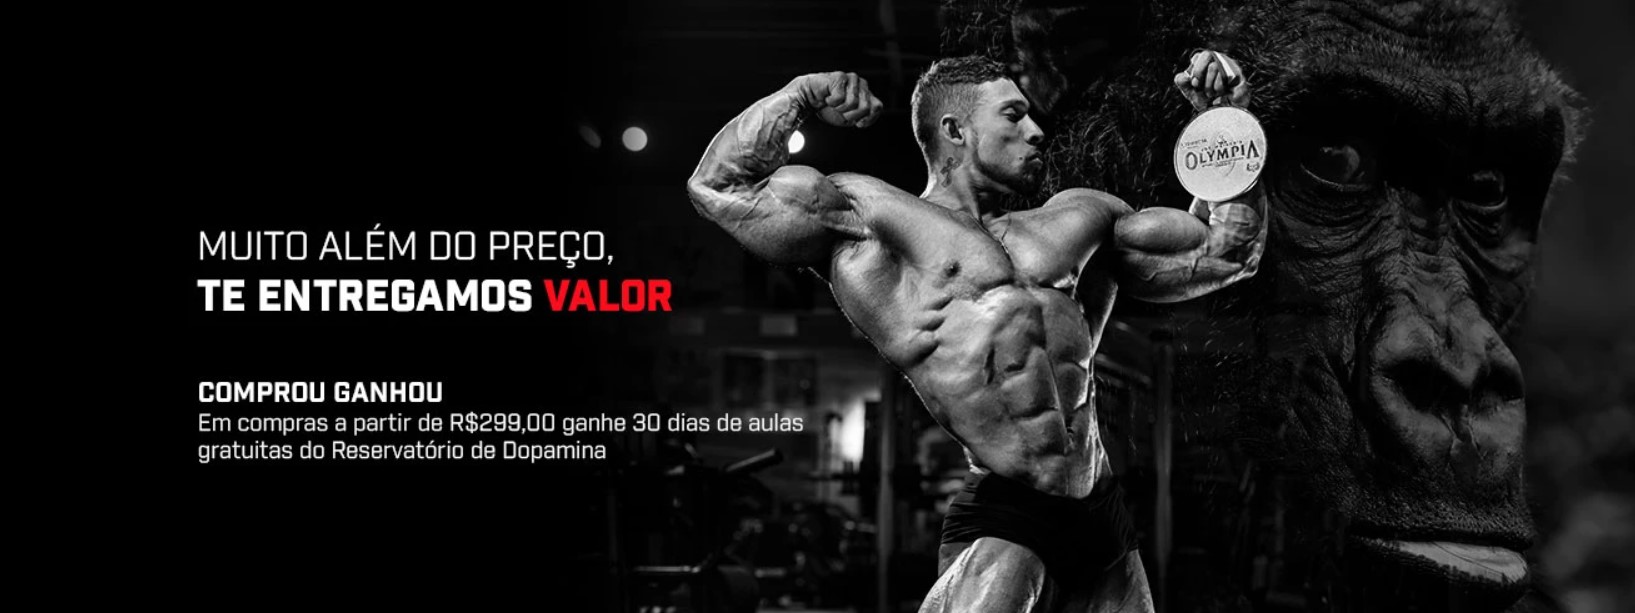 MUITO ALÉM DO PREÇO,
TE ENTREGAMOS VALOR
COMPROU GANHOU
Em compras a partir de R$299,00 ganhe 30 dias de aulas
gratuitas do Reservatório de Dopamina
OLYMPIA